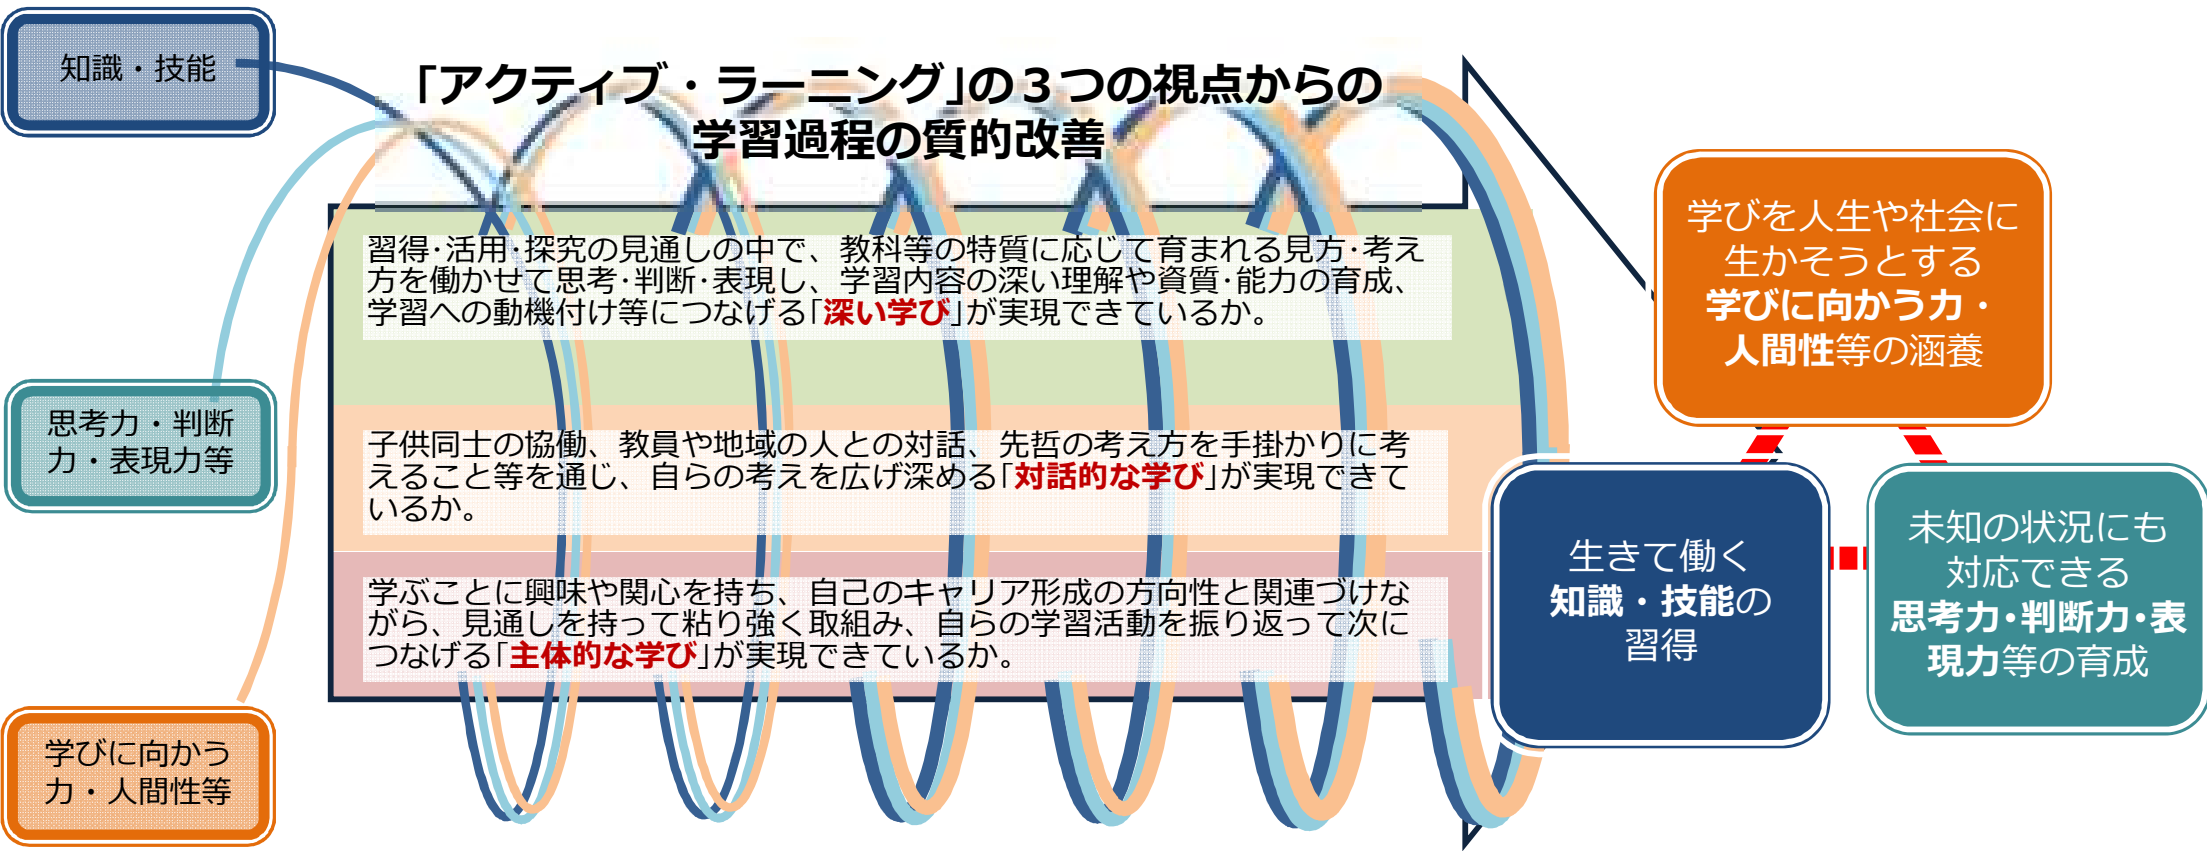 知識・技能
思考力・判断
力・表現力等
学びに向かう
力・人間性等
「アクティブ・ラーニング」の３つの視点からの
学習過程の質的改善
習得・活用・探究の見通しの中で、教科等の特質に応じて育まれる見方・考え
方を働かせて思考・判断・表現し、学習内容の深い理解や資質・能力の育成、
学習への動機付け等につなげる「深い学び」が実現できているか。
子供同士の協働、教員や地域の人との対話、先哲の考え方を手掛かりに考
えること等を通じ、自らの考えを広げ深める「対話的な学び」が実現できて
いるか。
学ぶことに興味や関心を持ち、自己のキャリア形成の方向性と関連づけな
がら、見通しを持って粘り強く取組み、自らの学習活動を振り返って次に
つなげる「主体的な学び」が実現できているか。
学びを人生や社会に
生かそうとする
学びに向かう力・
人間性等の涵養
生きて働く
知識・技能の
習得
未知の状況にも
対応できる
思考力・判断力・表
現力等の育成